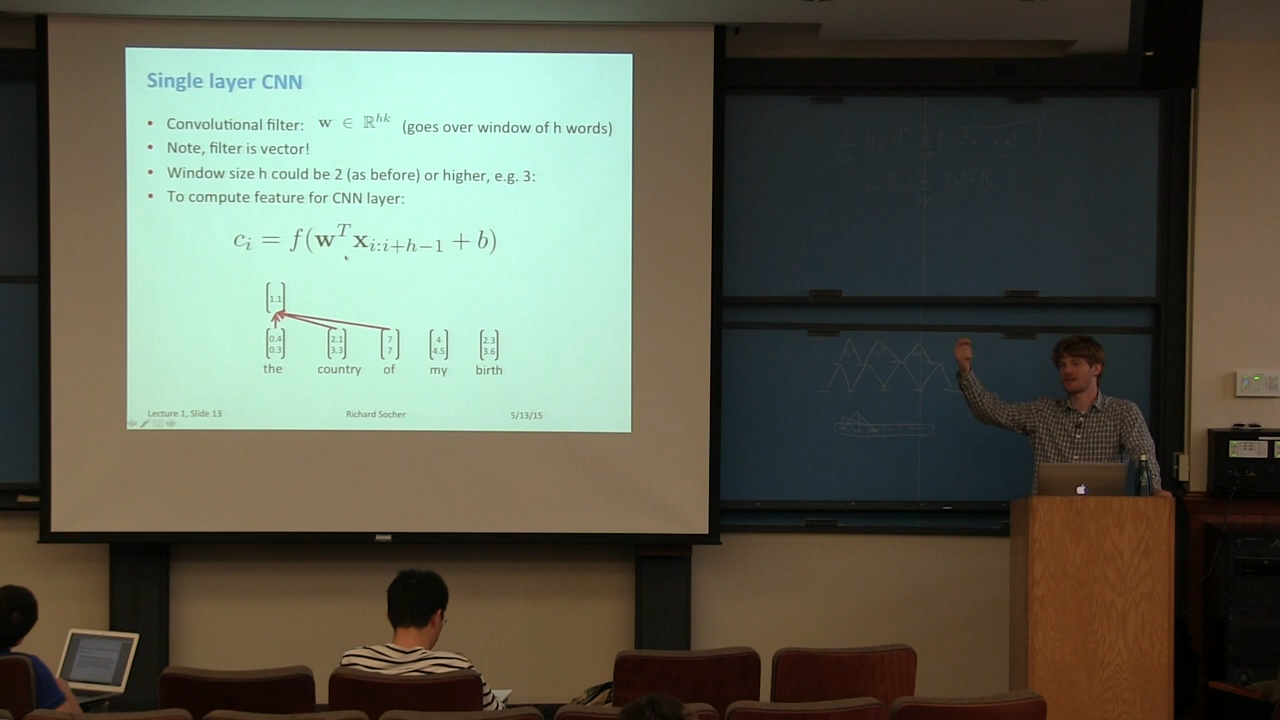 Single layer CNN
• Convolutional filter: w ∈ ℝ^{hk} (goes over window of h words)
• Note, filter is vector!
• Window size h could be 2 (as before) or higher, e.g. 3:
• To compute feature for CNN layer:
c_i = f(w^T x_{i:i+h−1} + b)
1.1
0.4 2.1 7 4 2.3
0.3 3.3 7 4.5 3.6
the country of my birth
Lecture 1, Slide 13 Richard Socher 5/13/15